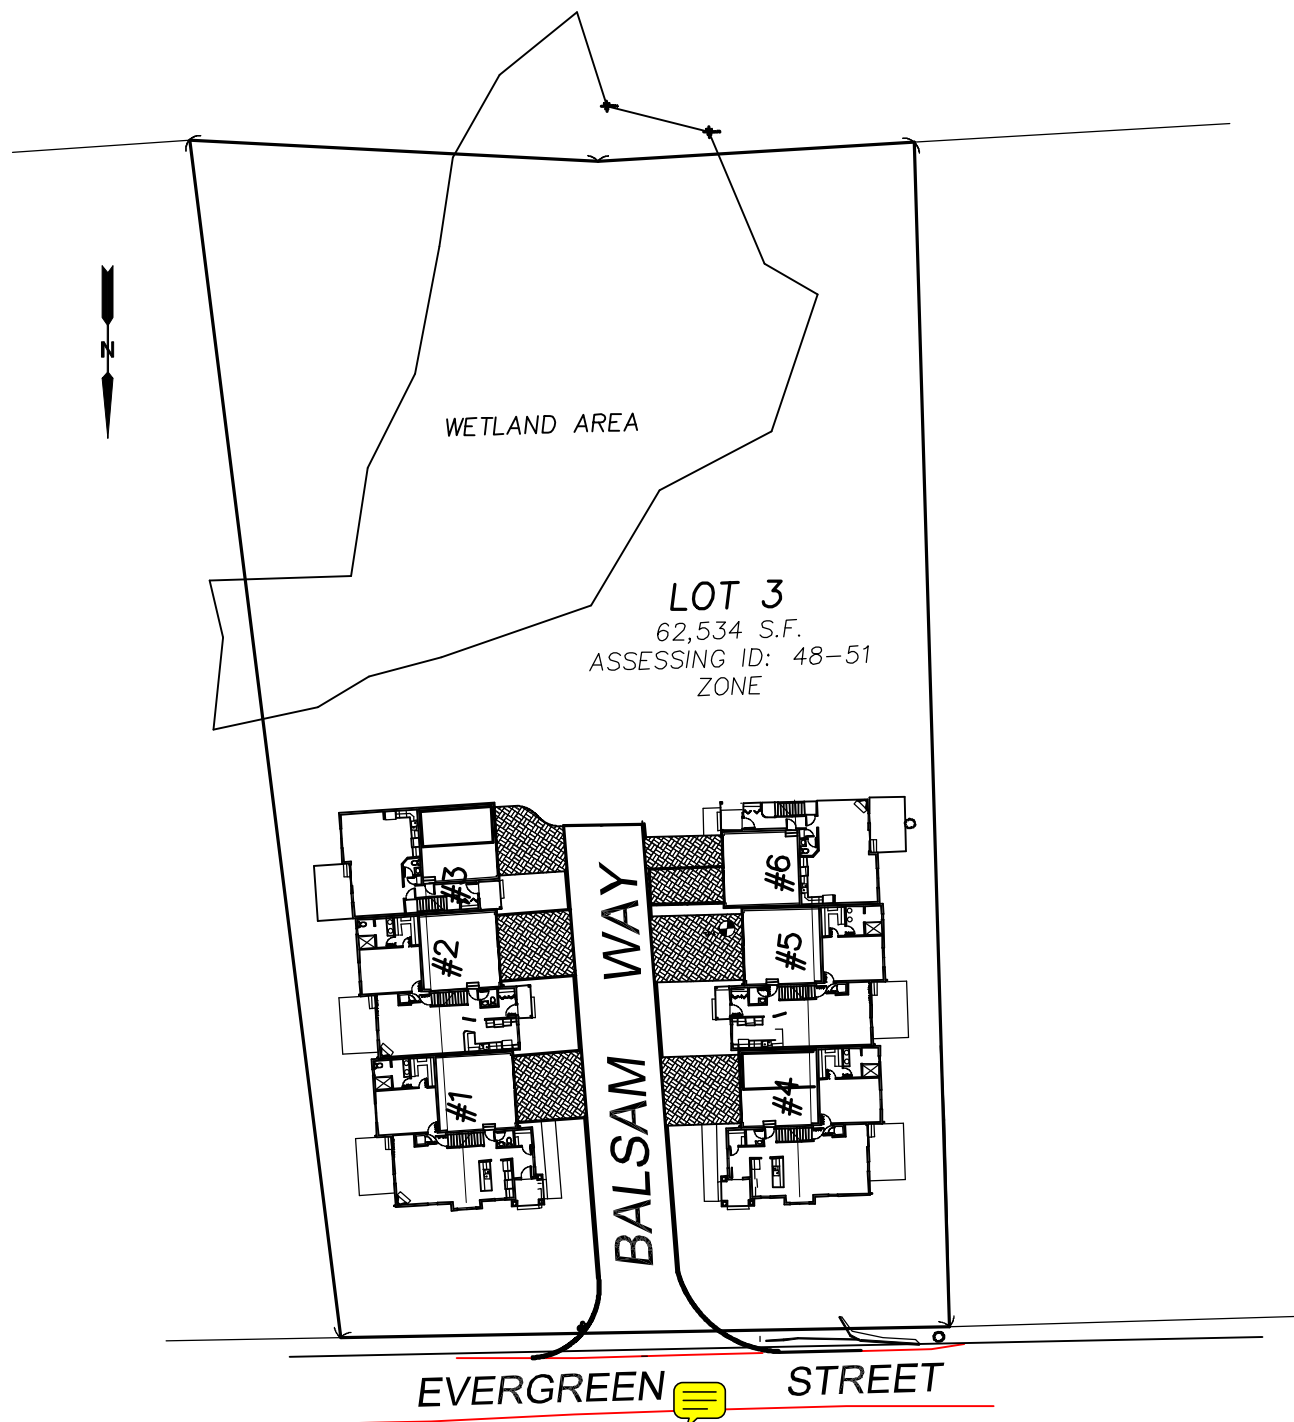 N
WETLAND AREA
LOT 3
62,534 S.F.
ASSESSING ID: 48-51
ZONE
#3
#6
#2
#5
#1
#4
BALSAM WAY
EVERGREEN STREET